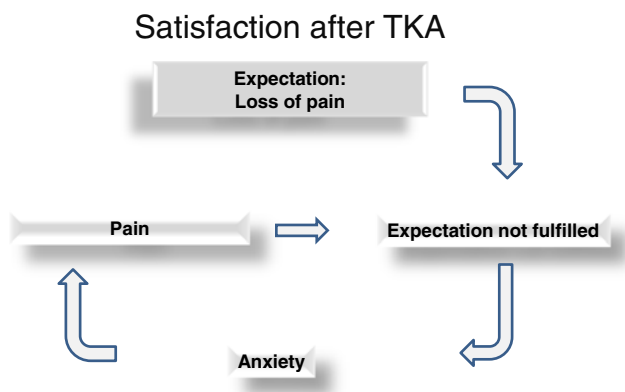 Satisfaction after TKA
Expectation:
Loss of pain
Pain
Expectation not fulfilled
Anxiety